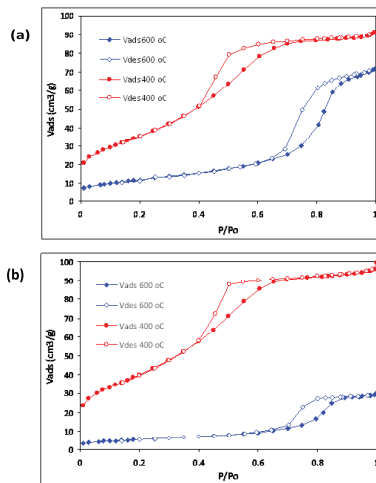 (a)
100
90
80
70
60
50
40
30
20
10
0
Vads (cm3/g)
Vads600 oC
Vdes600 oC
Vads400 oC
Vdes400 oC
0
0.2
0.4
0.6
0.8
1
P/Po
(b)
100
90
80
70
60
50
40
30
20
10
0
Vads (cm3/g)
Vads 600 oC
Vdes 600 oC
Vads 400 oC
Vdes 400 oC
0
0.2
0.4
0.6
0.8
1
P/Po